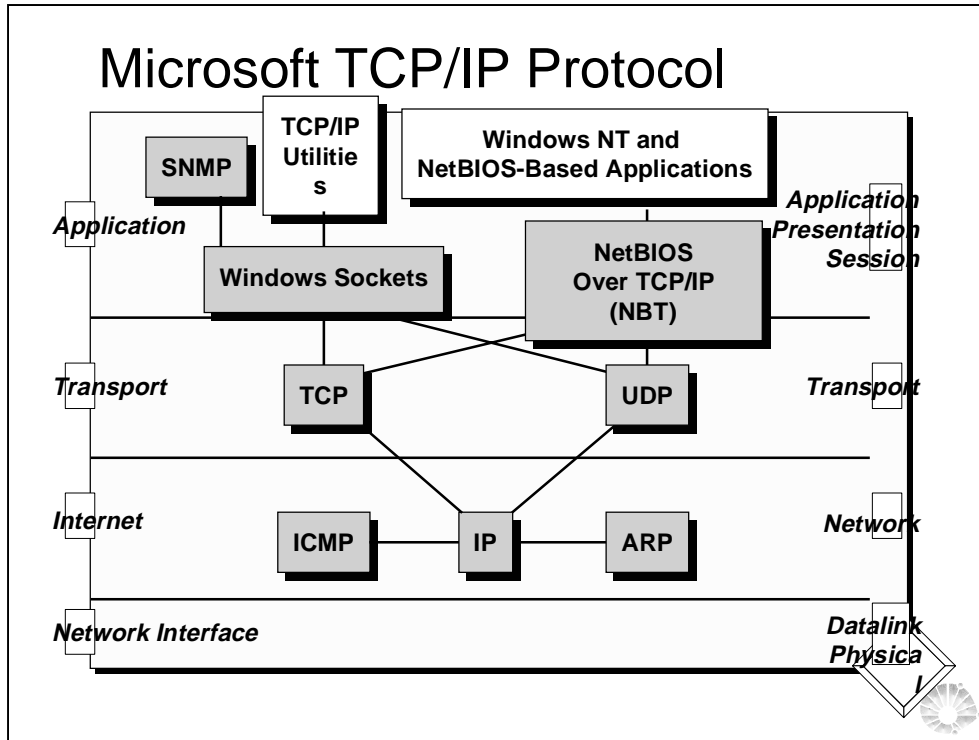 Microsoft TCP/IP Protocol
TCP/IP
Utilitie
s
Windows NT and
NetBIOS-Based Applications
SNMP
Application
Application
Presentation
Session
Windows Sockets
NetBIOS
Over TCP/IP
(NBT)
Transport
TCP
UDP
Transport
Internet
ICMP
IP
ARP
Network
Network Interface
Datalink
Physica
l